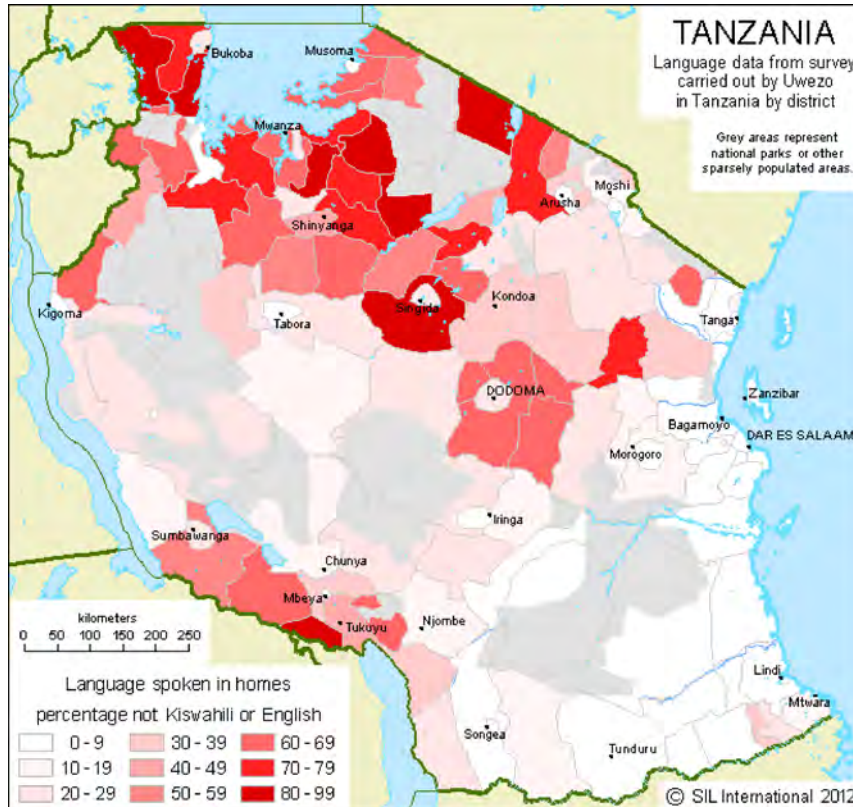 TANZANIA
Language data from survey
carried out by Uwezo
in Tanzania by district
Grey areas represent
national parks or other
sparsely populated areas.
Bukoba
Musoma
Mwanza
Shinyanga
Arusha
Moshi
Kigoma
Tabora
Singida
Kondoa
Tanga
DODOMA
Zanzibar
Bagamoyo
DAR ES SALAAM
Morogoro
Iringa
Sumbawanga
Chunya
Mbeya
Tukuyu
Njombe
Lindi
Mtwara
Songea
Tunduru
kilometers
0 50 100 150 200 250
Language spoken in homes
percentage not Kiswahili or English
0 - 9 30 - 39 60 - 69
10 - 19 40 - 49 70 - 79
20 - 29 50 - 59 80 - 99
© SIL International 2012